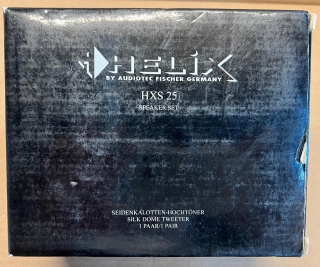 HELIX
BY AUDIOTEC FISCHER GERMANY
HXS 25
SPEAKER SET
SEIDENKALOTTEN-HOCHTÖNER
SILK DOME TWEETER
1 PAAR/1 PAIR